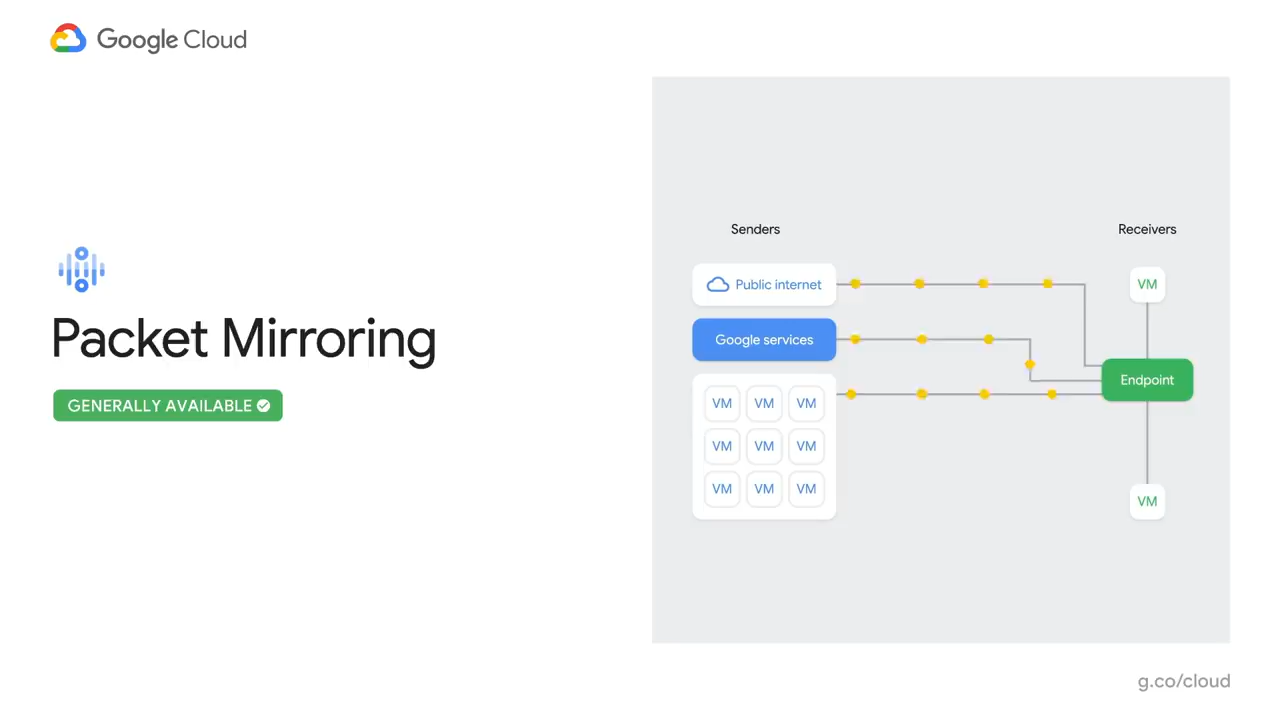 Google Cloud
Packet Mirroring
GENERALLY AVAILABLE
Senders
Receivers
Public internet
VM
Google services
Endpoint
VM VM VM
VM VM VM
VM VM VM
VM
g.co/cloud